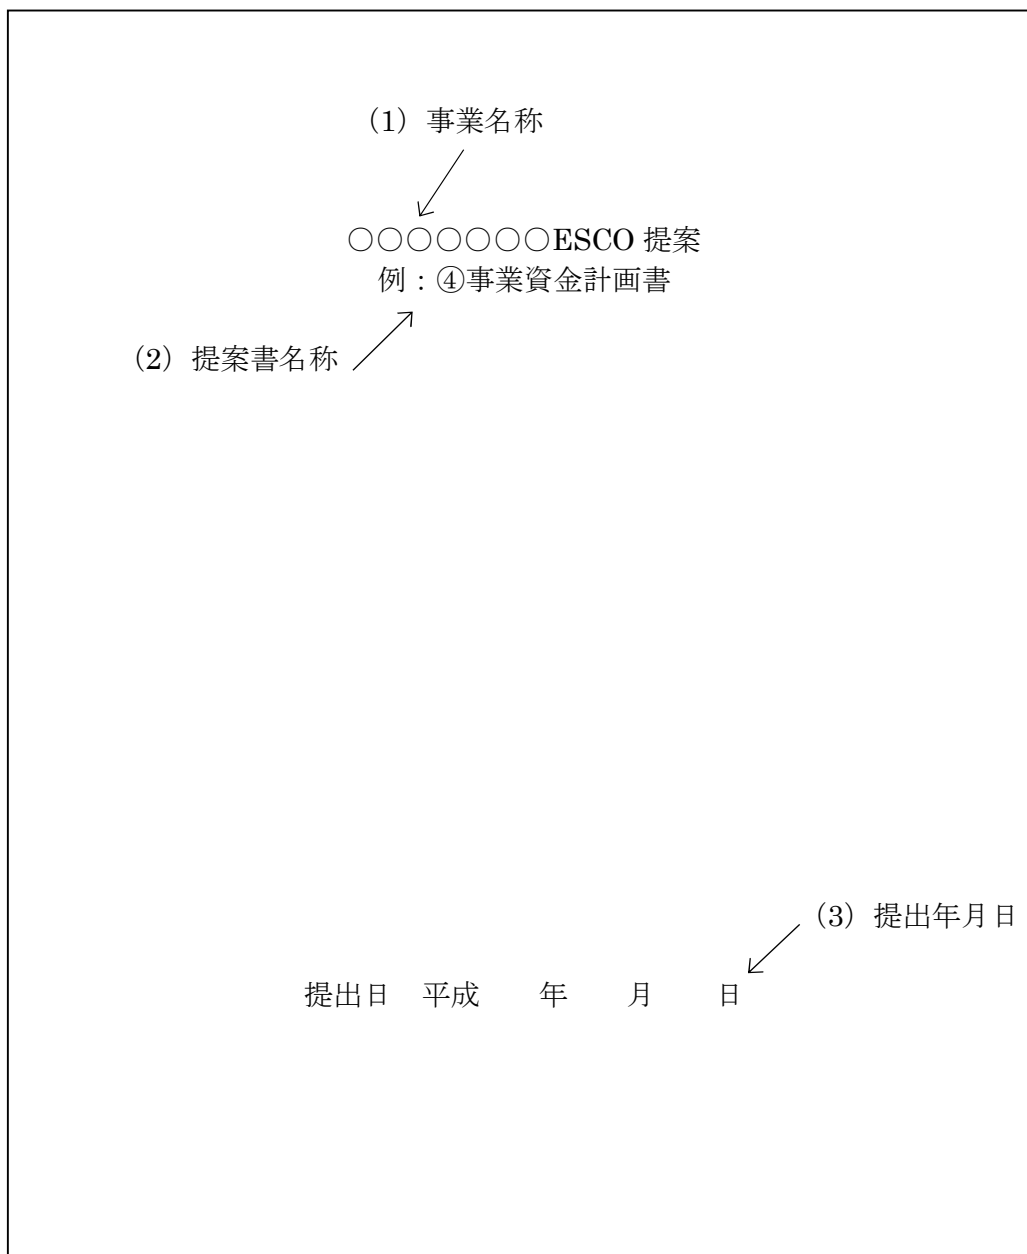 （1）事業名称
○○○○○○○ESCO 提案
例：④事業資金計画書
（2）提案書名称
（3）提出年月日
提出日　平成　　年　　月　　日